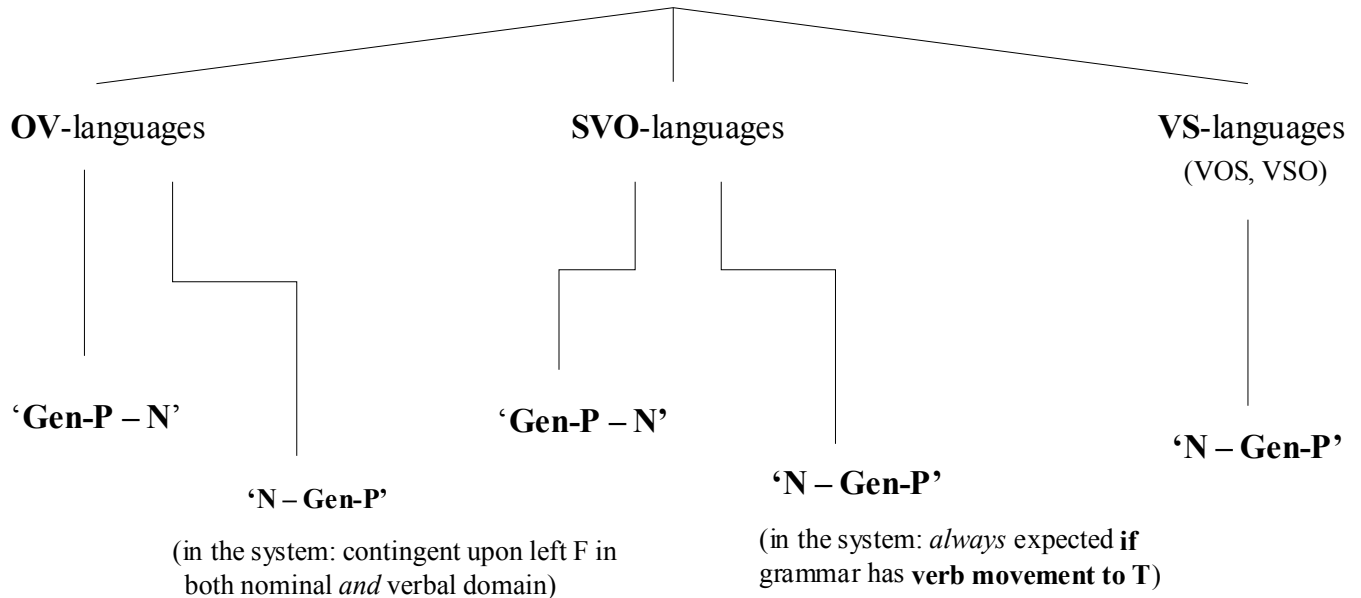 OV-languages
SVO-languages
VS-languages
(VOS, VSO)
‘Gen-P – N’
‘N – Gen-P’
(in the system: contingent upon left F in
both nominal and verbal domain)
‘Gen-P – N’
‘N – Gen-P’
(in the system: always expected if
grammar has verb movement to T)
‘N – Gen-P’